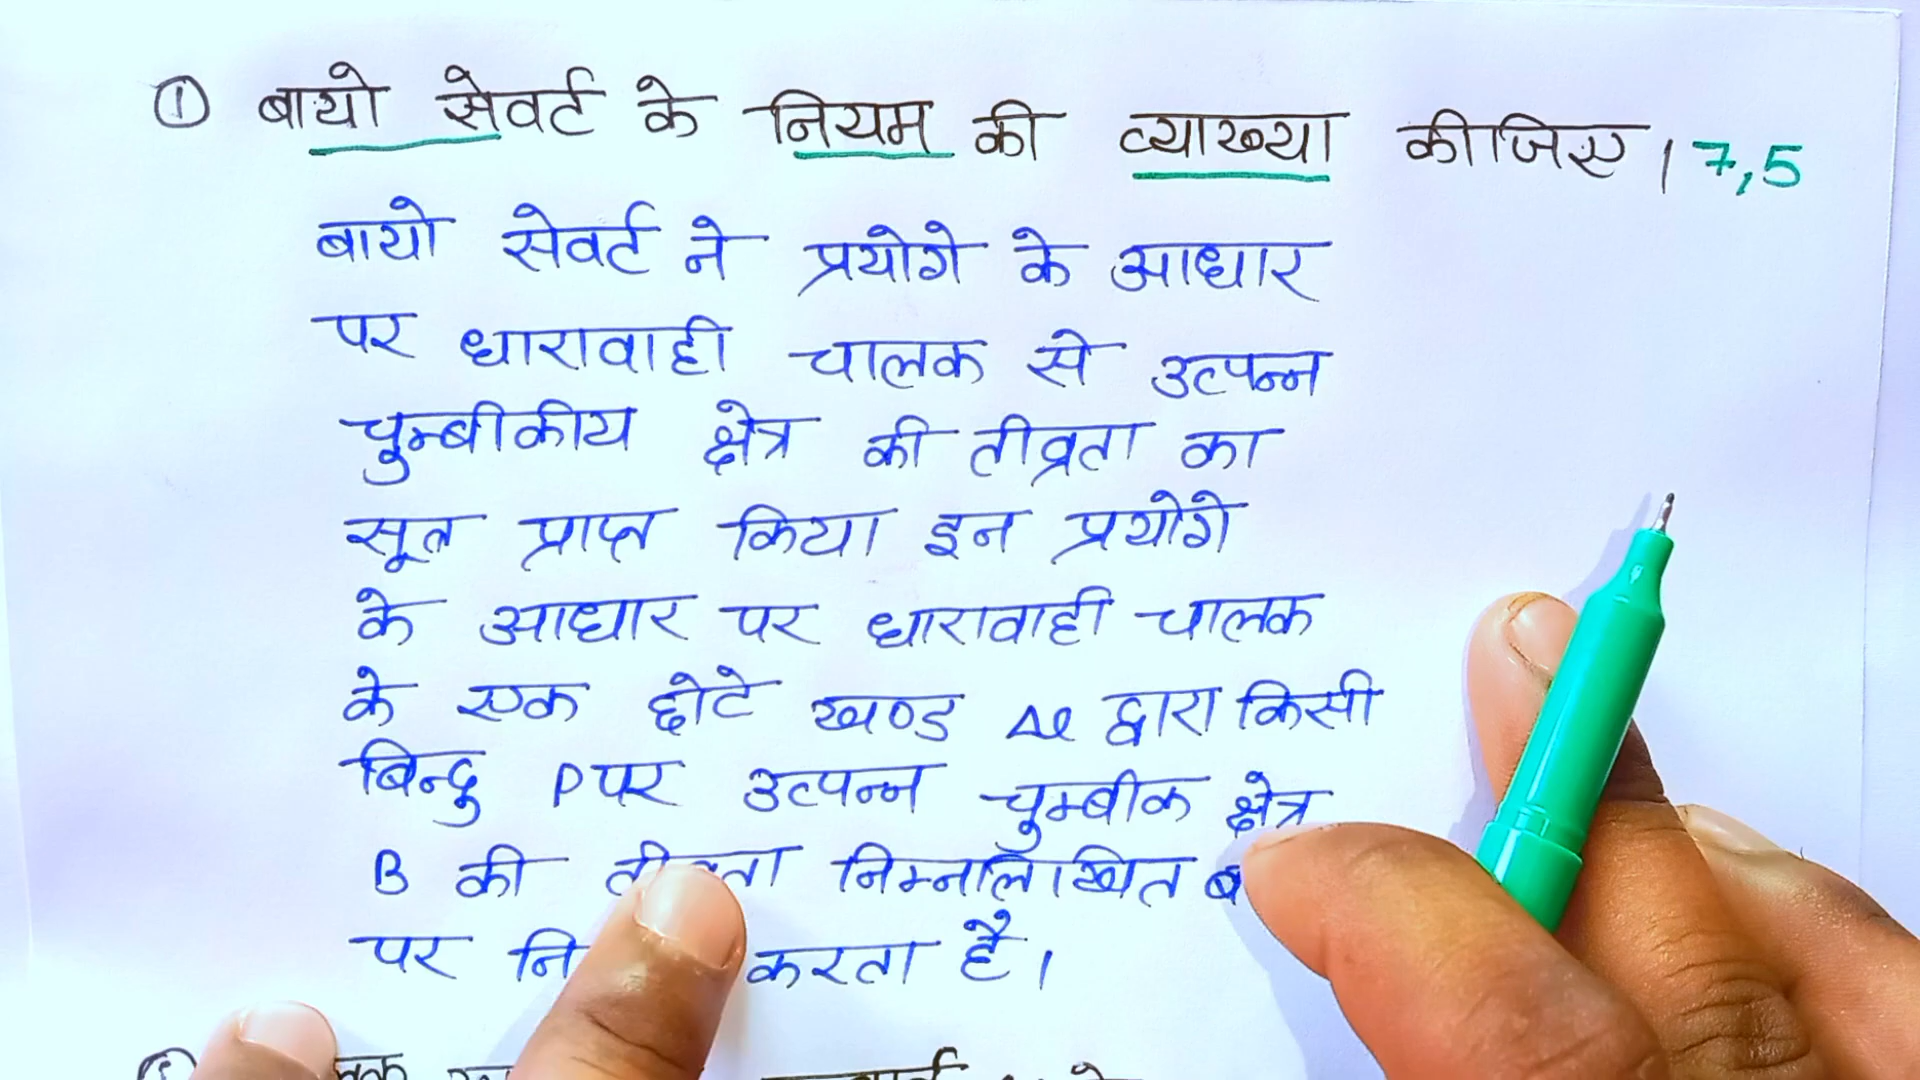 ① बायो सेवर्ट के नियम की व्याख्या कीजिए। 7,5
बायो सेवर्ट ने प्रयोगे के आधार
पर धारावाही चालक से उत्पन्न
चुम्बीकीय क्षेत्र की तीव्रता का
सूत्र प्राप्त किया इन प्रयोगे
के आधार पर धारावाही चालक
के एक छोटे खण्ड Δl द्वारा किसी
बिन्दु P पर उत्पन्न चुम्बीक क्षेत्र
B की निम्नलिखित
पर करता है।